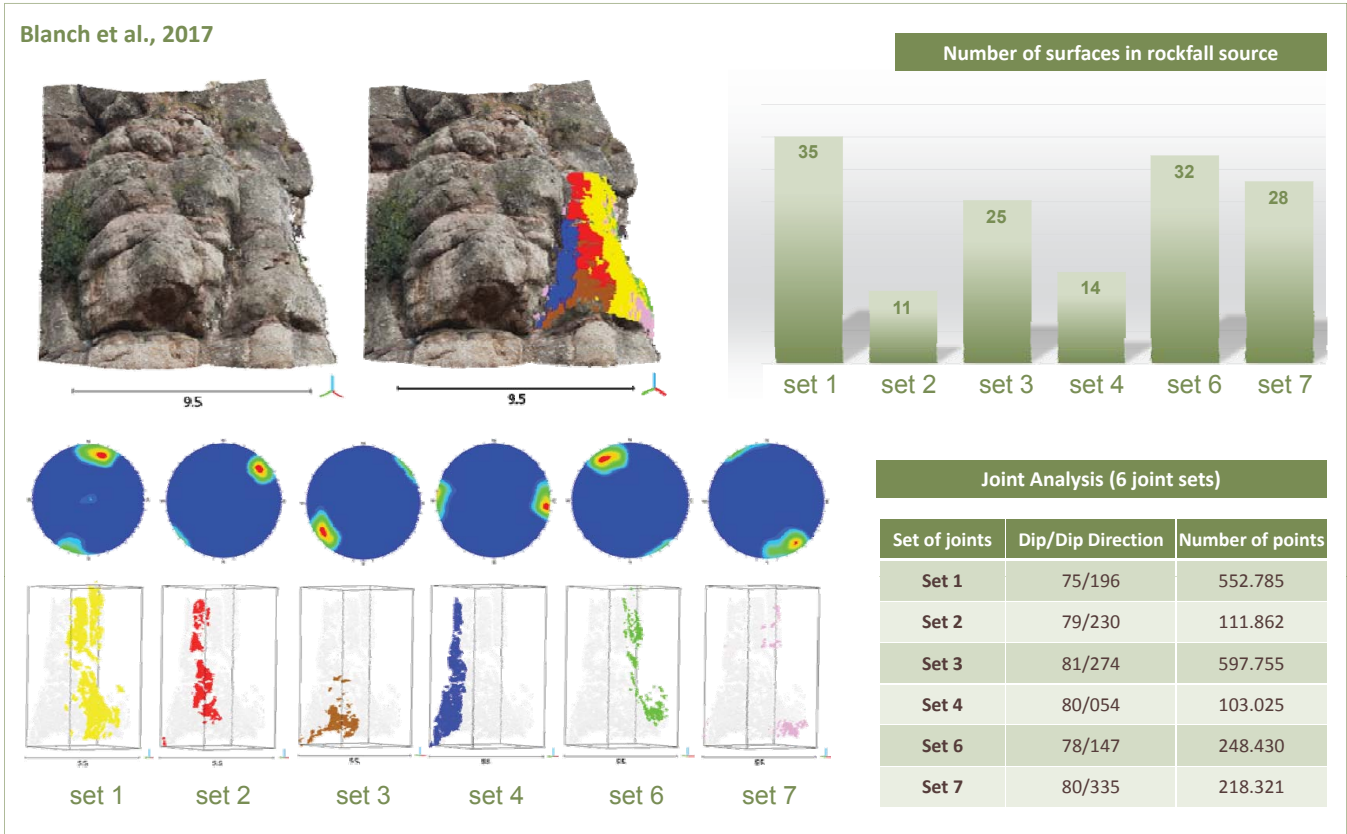 Blanch et al., 2017
Number of surfaces in rockfall source
35
11
25
14
32
28
set 1 set 2 set 3 set 4 set 6 set 7
9.5 9.5
set 1 set 2 set 3 set 4 set 6 set 7
Joint Analysis (6 joint sets)
Set of joints Dip/Dip Direction Number of points
Set 1 75/196 552.785
Set 2 79/230 111.862
Set 3 81/274 597.755
Set 4 80/054 103.025
Set 6 78/147 248.430
Set 7 80/335 218.321